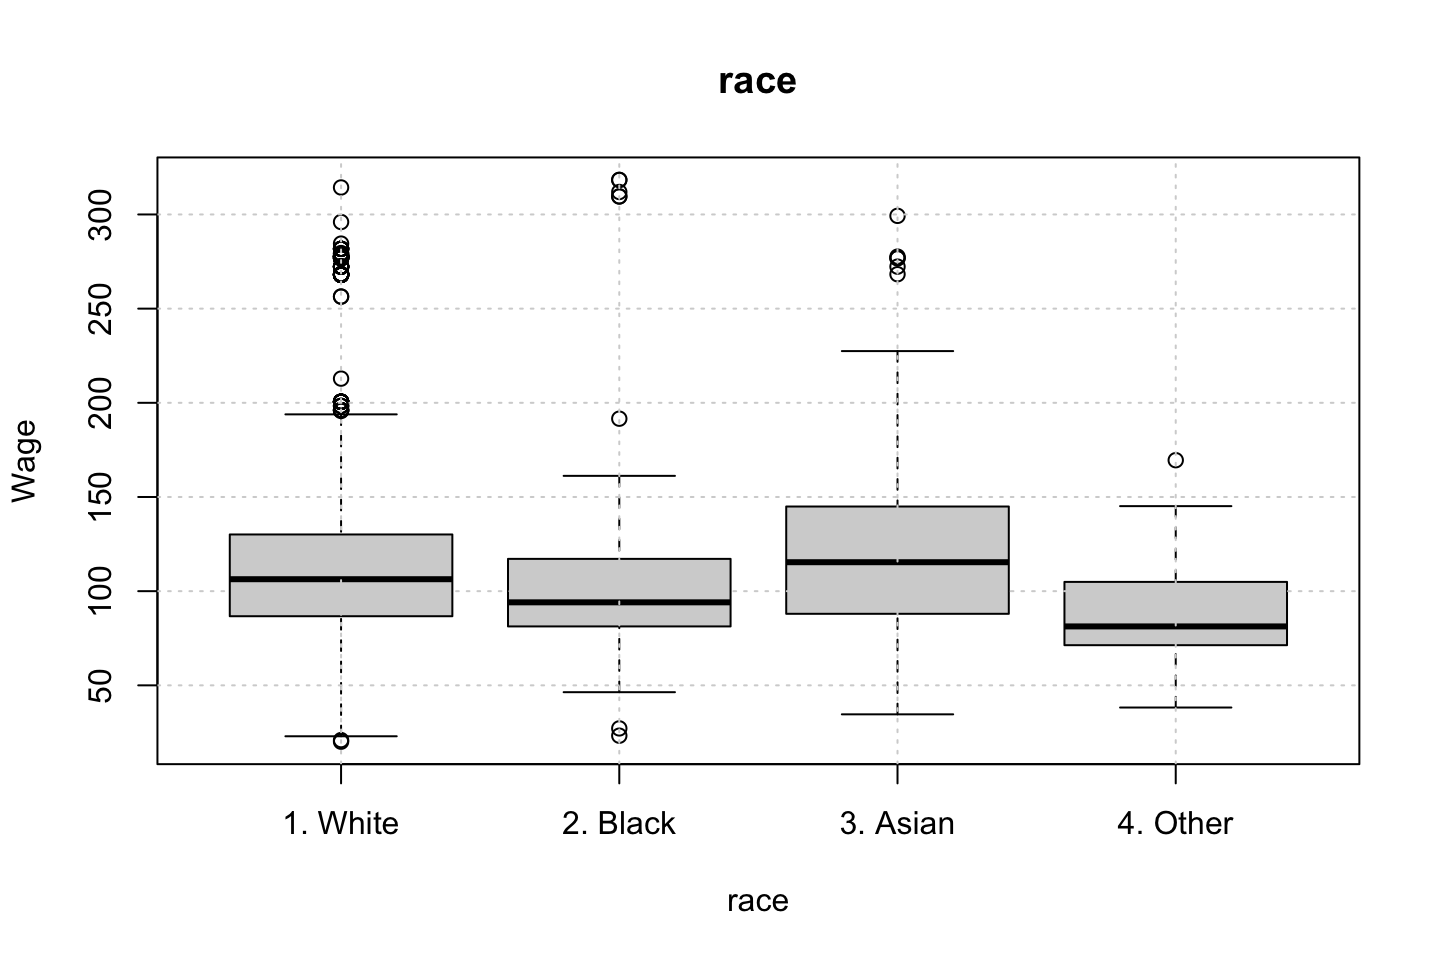 race
Wage
300
250
200
150
100
50
1. White
2. Black
3. Asian
4. Other
race